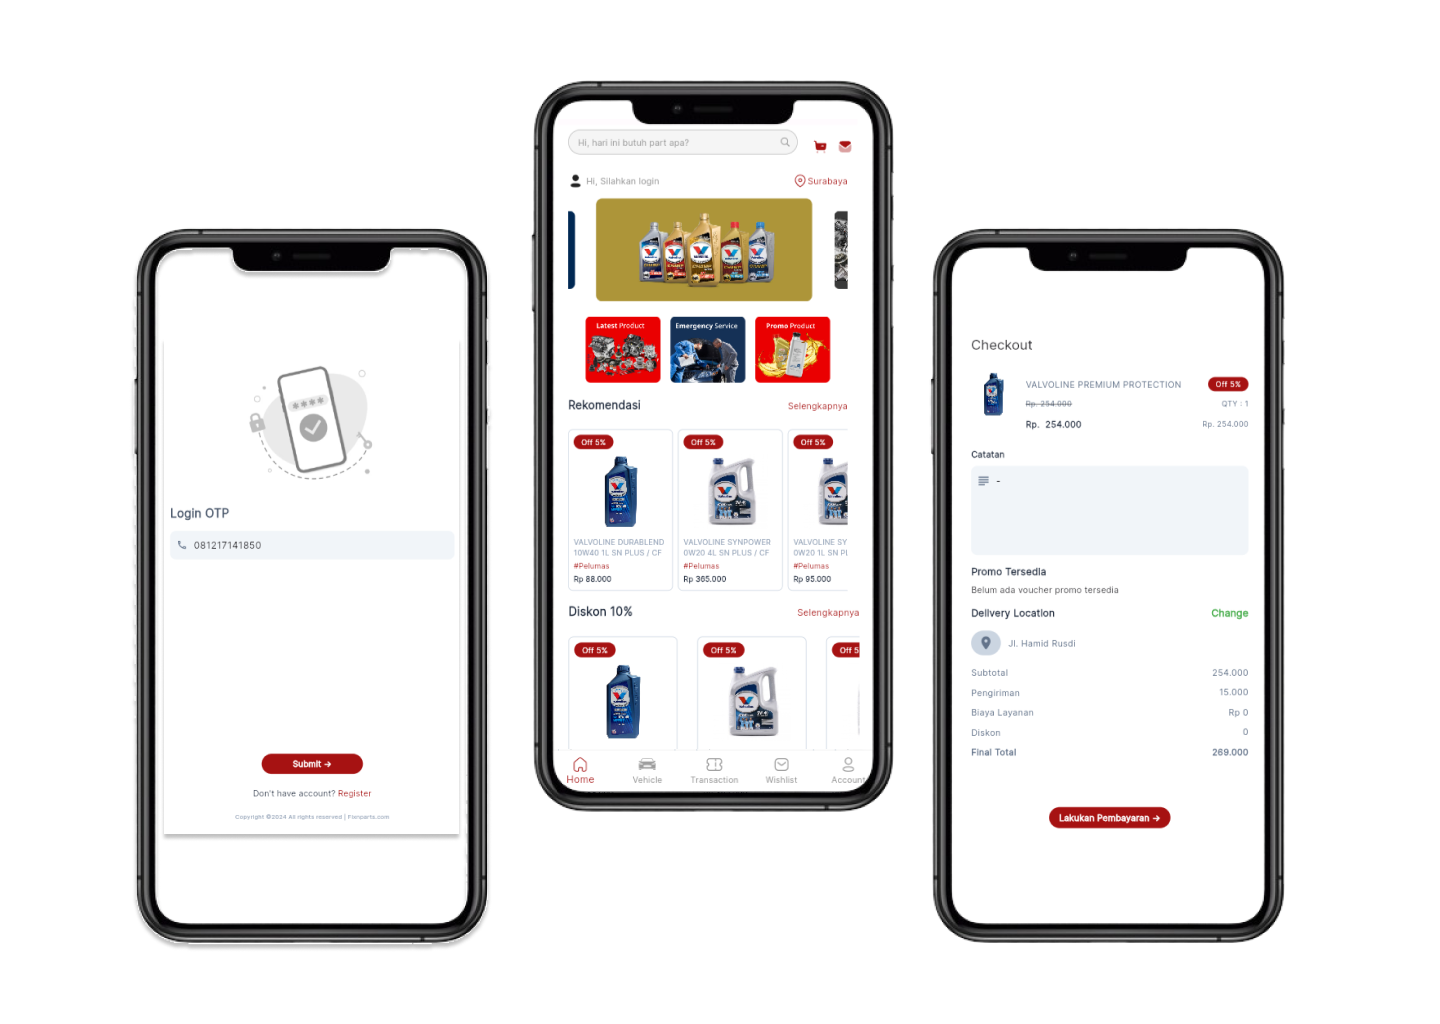 Login OTP
081217141850
Submit →
Don't have account? Register
Copyright ©2024 All rights reserved |
Hi, hari ini butuh part apa?
Hi, Silahkan login
Surabaya
Latest Product
Emergency Service
Promo Product
Rekomendasi
Selengkapnya
Off 5%
Off 5%
Off 5%
VALVOLINE DURABLEND
10W40 1L SN PLUS / CF
#Pelumas
Rp 88.000
VALVOLINE SYNPOWER
0W20 4L SN PLUS / CF
#Pelumas
Rp 365.000
VALVOLINE SY
0W20 1L SN PL
#Pelumas
Rp 95.000
Diskon 10%
Selengkapnya
Off 5%
Off 5%
Off 5
Home
Vehicle
Transaction
Wishlist
Account
Checkout
VALVOLINE PREMIUM PROTECTION
Off 5%
Rp. 254.000
QTY : 1
Rp. 254.000
Rp. 254.000
Catatan
-
Promo Tersedia
Belum ada voucher promo tersedia
Delivery Location
Change
Jl. Hamid Rusdi
Subtotal
254.000
Pengiriman
15.000
Biaya Layanan
Rp 0
Diskon
0
Final Total
269.000
Lakukan Pembayaran →